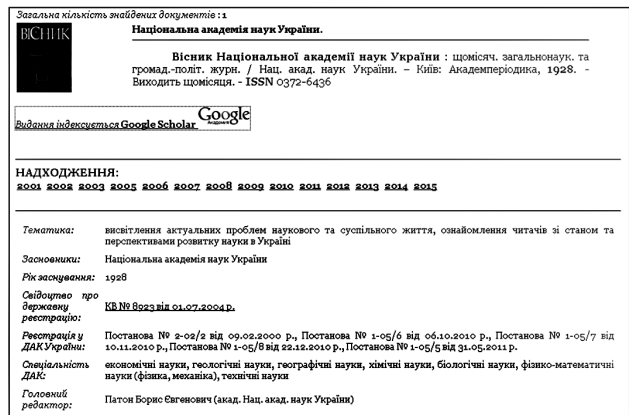 Загальна кількість знайдених документів : 1
ВІСНИК
Національна академія наук України.
Вісник Національної академії наук України : щомісяч. загальнонаук. та
громад.-політ. журн. / Нац. акад. наук України. – Київ: Академперіодика, 1928. -
Виходить щомісяця. - ISSN 0372-6436
Видання індексується Google Scholar Google
Академия
НАДХОДЖЕННЯ:
2001 2002 2003 2005 2006 2007 2008 2009 2010 2011 2012 2013 2014 2015
Тематика: висвітлення актуальних проблем наукового та суспільного життя, ознайомлення читачів зі станом та
перспективами розвитку науки в Україні
Засновники: Національна академія наук України
Рік заснування: 1928
Свідоцтво про
державну
реєстрацію: КВ № 8923 від 01.07.2004 р.
Реєстрація у
ДАК України: Постанова № 2-02/2 від 09.02.2000 р., Постанова № 1-05/6 від 06.10.2010 р., Постанова № 1-05/7 від
10.11.2010 р., Постанова № 1-05/8 від 22.12.2010 р., Постанова № 1-05/5 від 31.05.2011 р.
Спеціальність
ДАК: економічні науки, геологічні науки, географічні науки, хімічні науки, біологічні науки, фізико-математичні
науки (фізика, механіка), технічні науки
Головний
редактор: Патон Борис Євгенович (акад. Нац. акад. наук України)